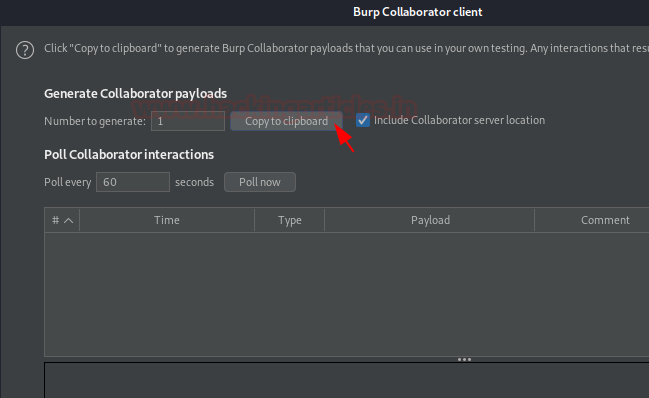 Burp Collaborator client
Click "Copy to clipboard" to generate Burp Collaborator payloads that you can use in your own testing. Any interactions that resu
Generate Collaborator payloads
Number to generate: 1 Copy to clipboard Include Collaborator server location
Poll Collaborator interactions
Poll every 60 seconds Poll now
# Time Type Payload Comment